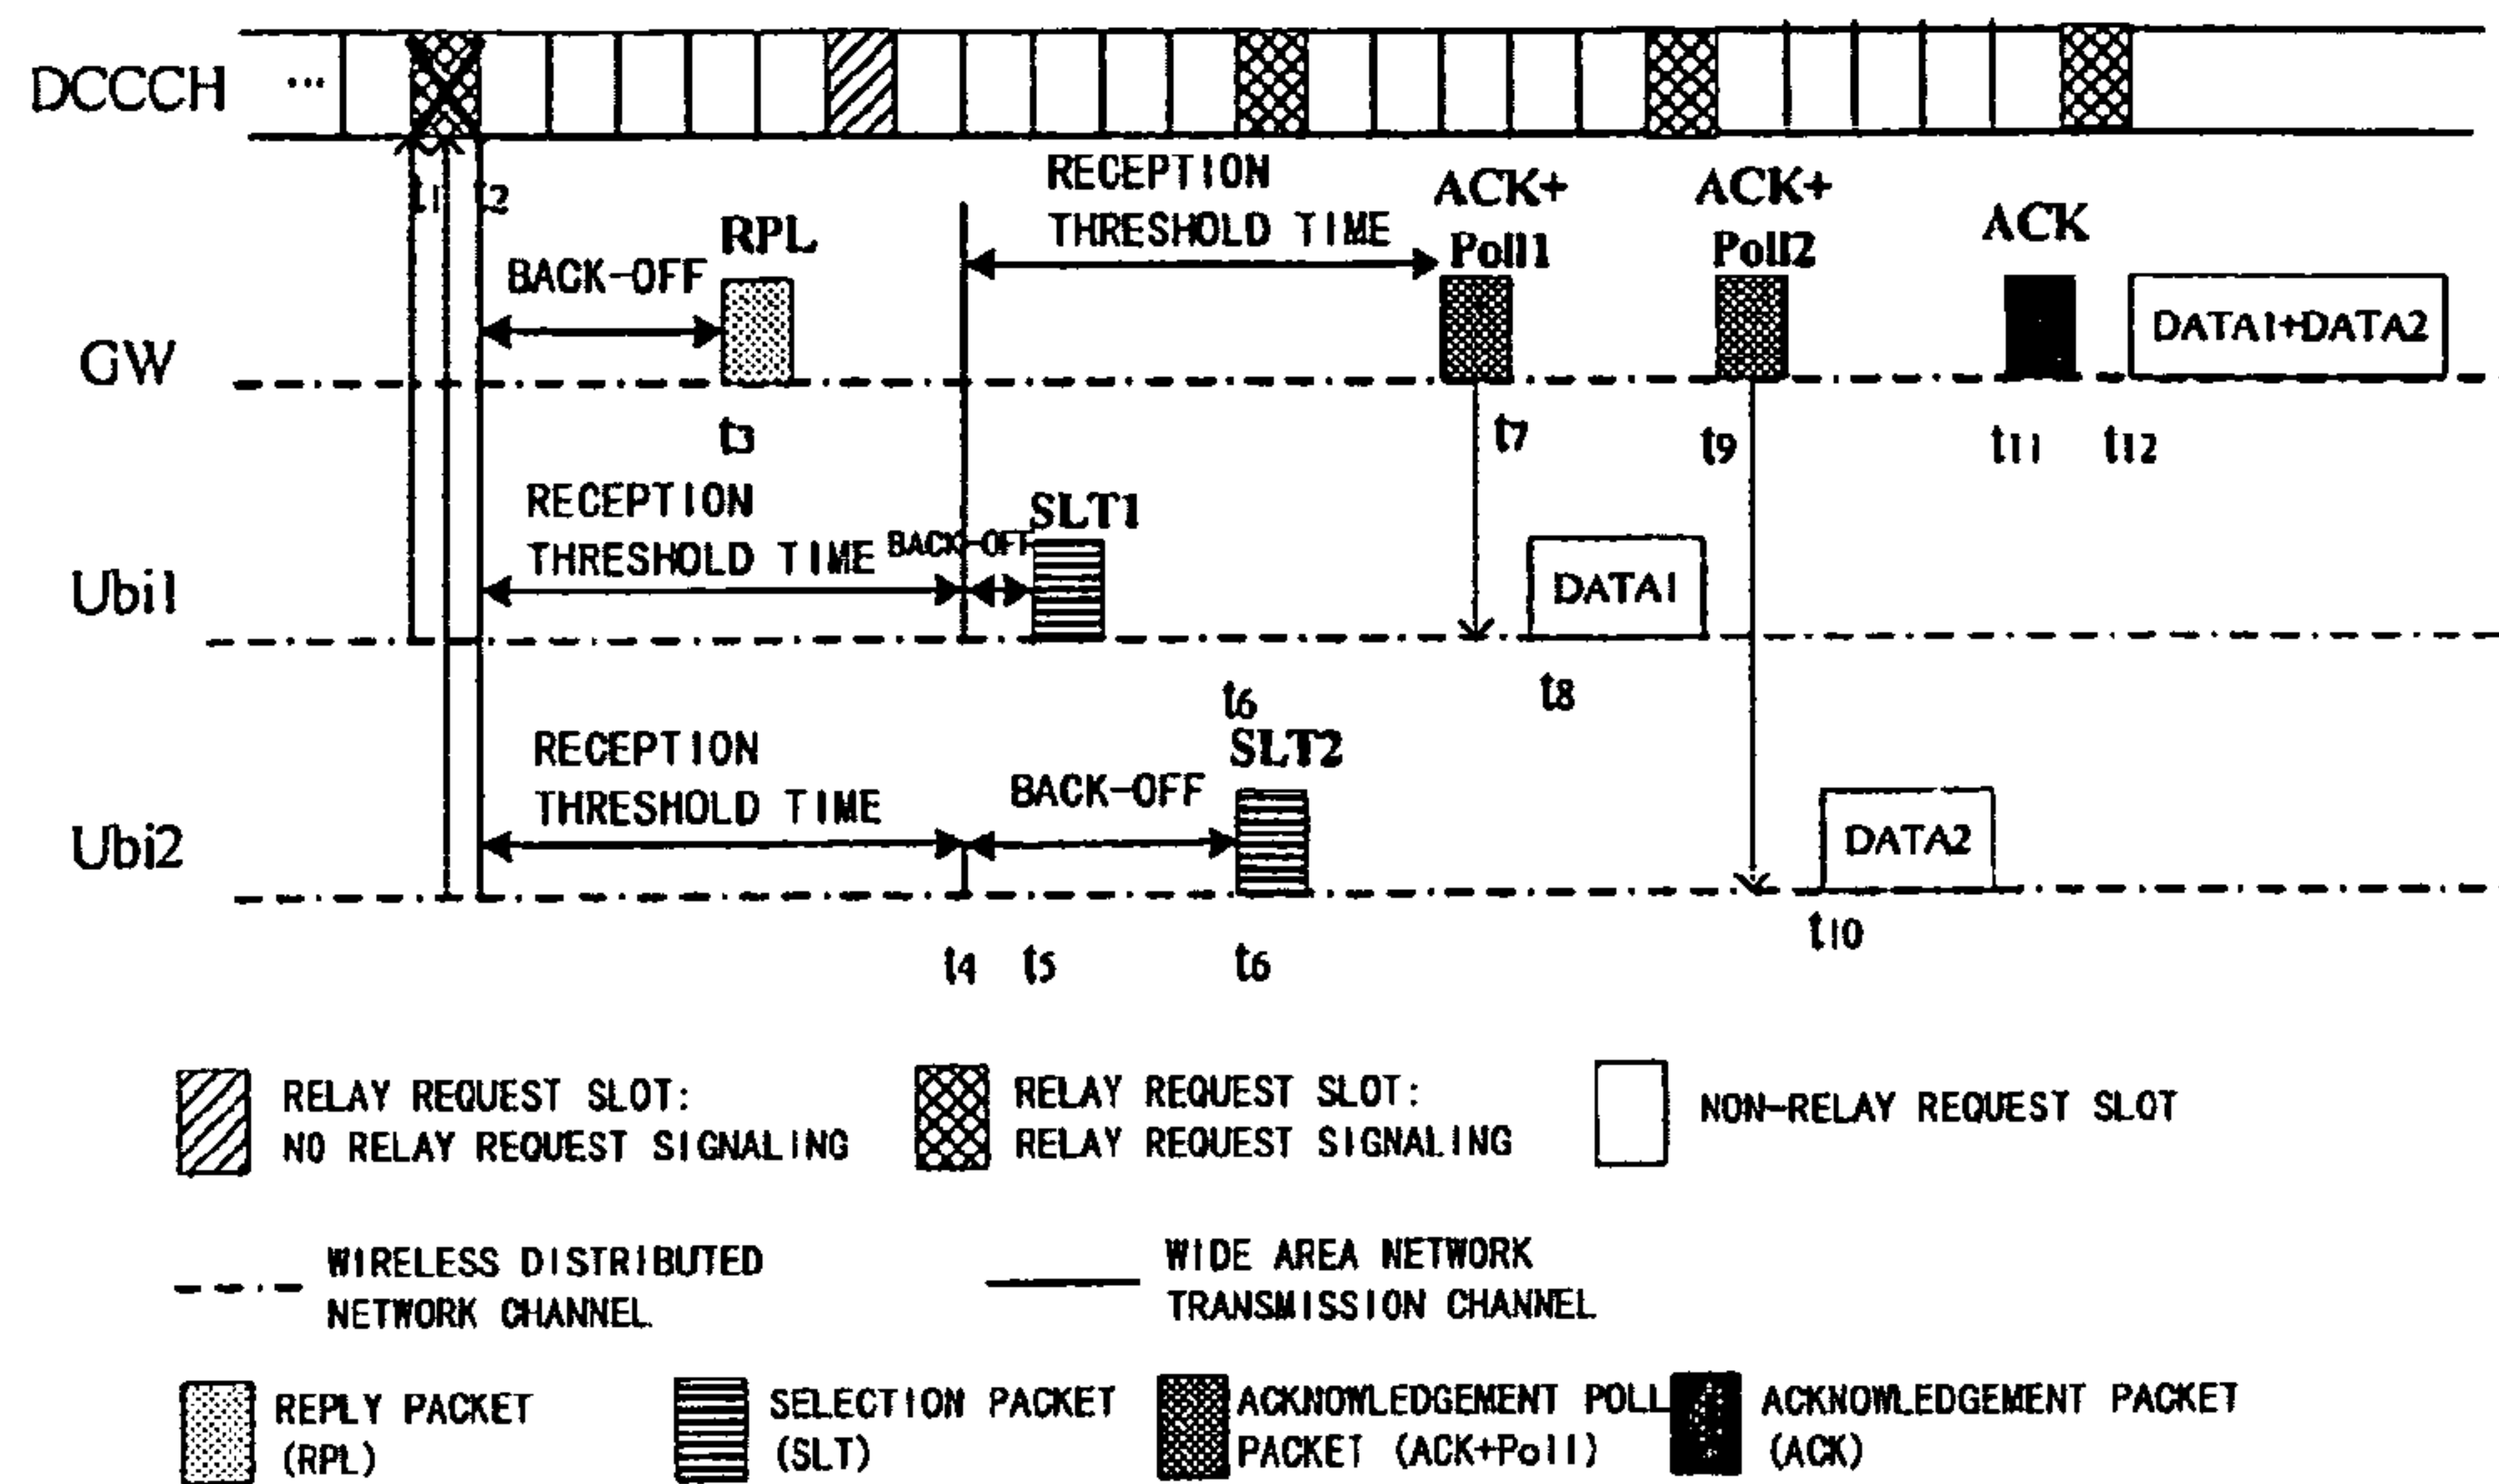 DCCCH ...
t1 t2
RECEPTION
THRESHOLD TIME
ACK+
Poll1
ACK+
Poll2
ACK
RPL
BACK-OFF
DATA1+DATA2
GW
t3
t7
t9
t11
t12
RECEPTION
THRESHOLD TIME
BACK-OFF
SLT1
DATA1
Ubi1
t6
t8
SLT2
RECEPTION
THRESHOLD TIME
BACK-OFF
DATA2
Ubi2
t10
t4 t5 t6
RELAY REQUEST SLOT:
NO RELAY REQUEST SIGNALING
RELAY REQUEST SLOT:
RELAY REQUEST SIGNALING
NON-RELAY REQUEST SLOT
WIRELESS DISTRIBUTED
NETWORK CHANNEL
WIDE AREA NETWORK
TRANSMISSION CHANNEL
REPLY PACKET
(RPL)
SELECTION PACKET
(SLT)
ACKNOWLEDGEMENT POLL
PACKET (ACK+Poll)
ACKNOWLEDGEMENT PACKET
(ACK)